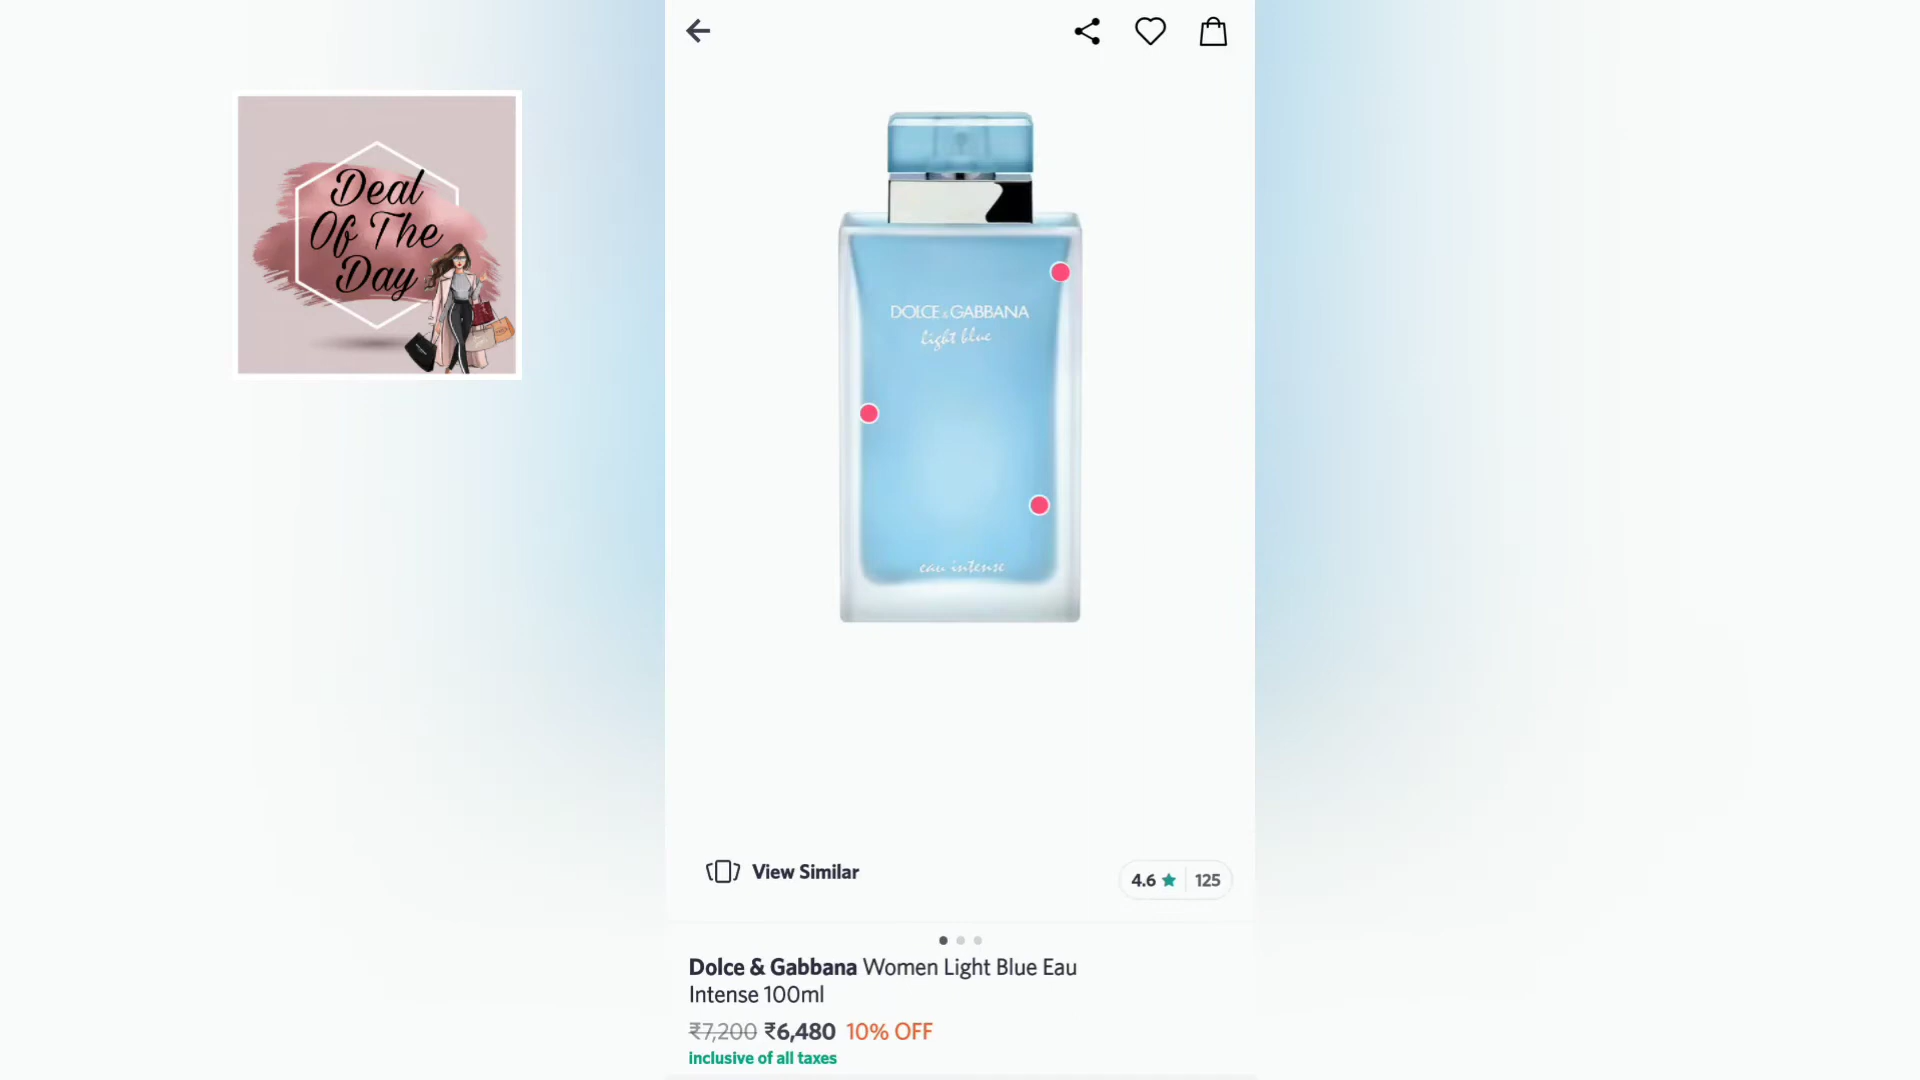 Deal
Of The
Day
DOLCE & GABBANA
light blue
eau intense
View Similar
4.6 ★ 125
Dolce & Gabbana Women Light Blue Eau
Intense 100ml
₹7,200 ₹6,480 10% OFF
inclusive of all taxes